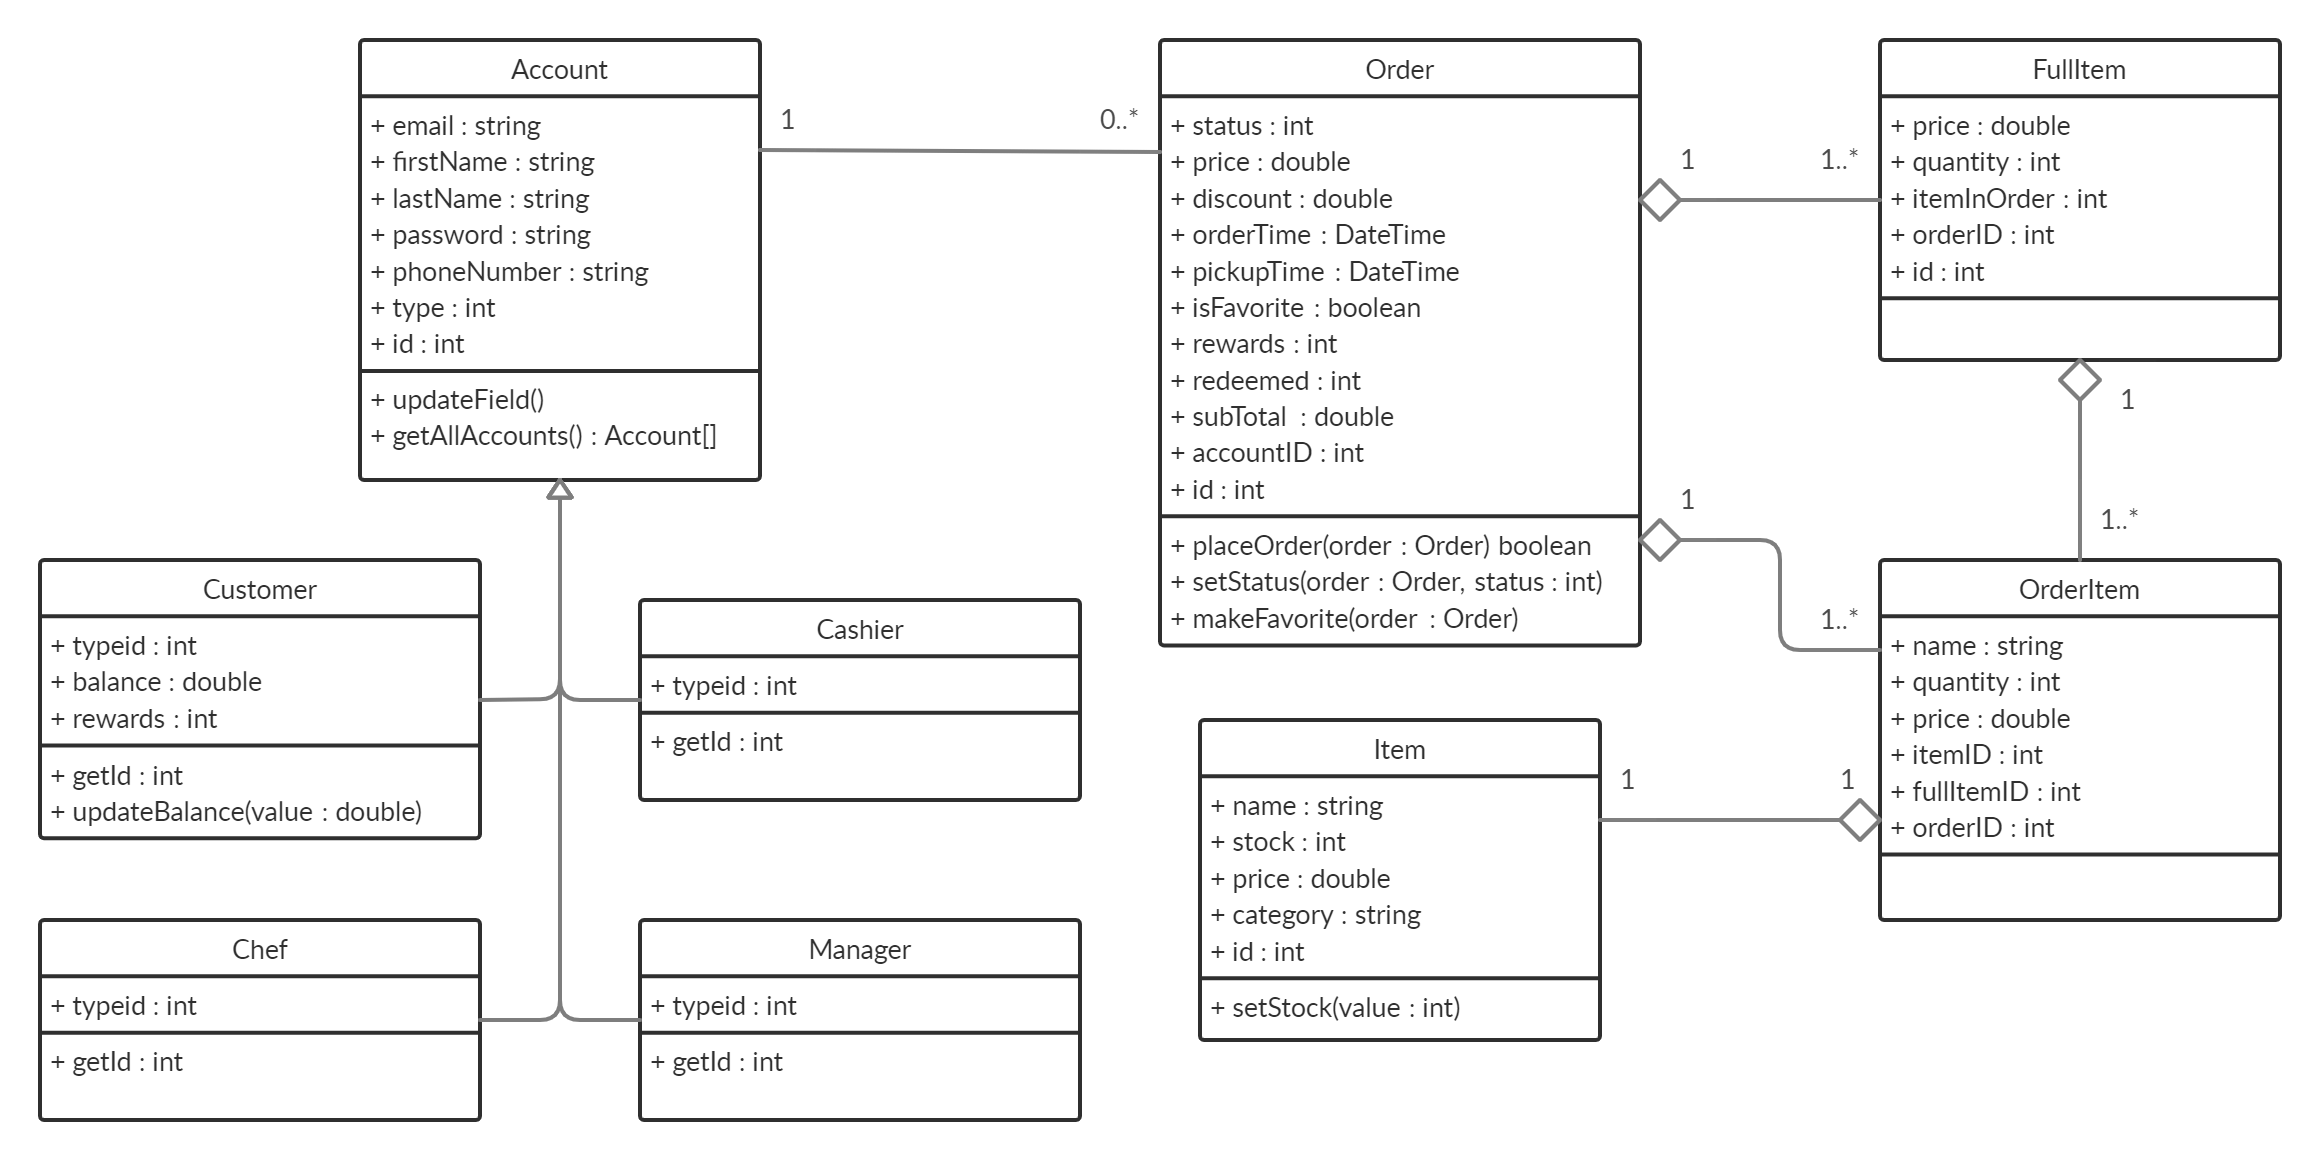 Account
+ email : string
+ firstName : string
+ lastName : string
+ password : string
+ phoneNumber : string
+ type : int
+ id : int
+ updateField()
+ getAllAccounts() : Account[]
1
0..*
Order
+ status : int
+ price : double
+ discount : double
+ orderTime : DateTime
+ pickupTime : DateTime
+ isFavorite : boolean
+ rewards : int
+ redeemed : int
+ subTotal : double
+ accountID : int
+ id : int
+ placeOrder(order : Order) boolean
+ setStatus(order : Order, status : int)
+ makeFavorite(order : Order)
1
1..*
FullItem
+ price : double
+ quantity : int
+ itemInOrder : int
+ orderID : int
+ id : int
1
1..*
1
1..*
Customer
+ typeid : int
+ balance : double
+ rewards : int
+ getId : int
+ updateBalance(value : double)
Cashier
+ typeid : int
+ getId : int
Chef
+ typeid : int
+ getId : int
Manager
+ typeid : int
+ getId : int
Item
+ name : string
+ stock : int
+ price : double
+ category : string
+ id : int
+ setStock(value : int)
1
1
OrderItem
+ name : string
+ quantity : int
+ price : double
+ itemID : int
+ fullItemID : int
+ orderID : int